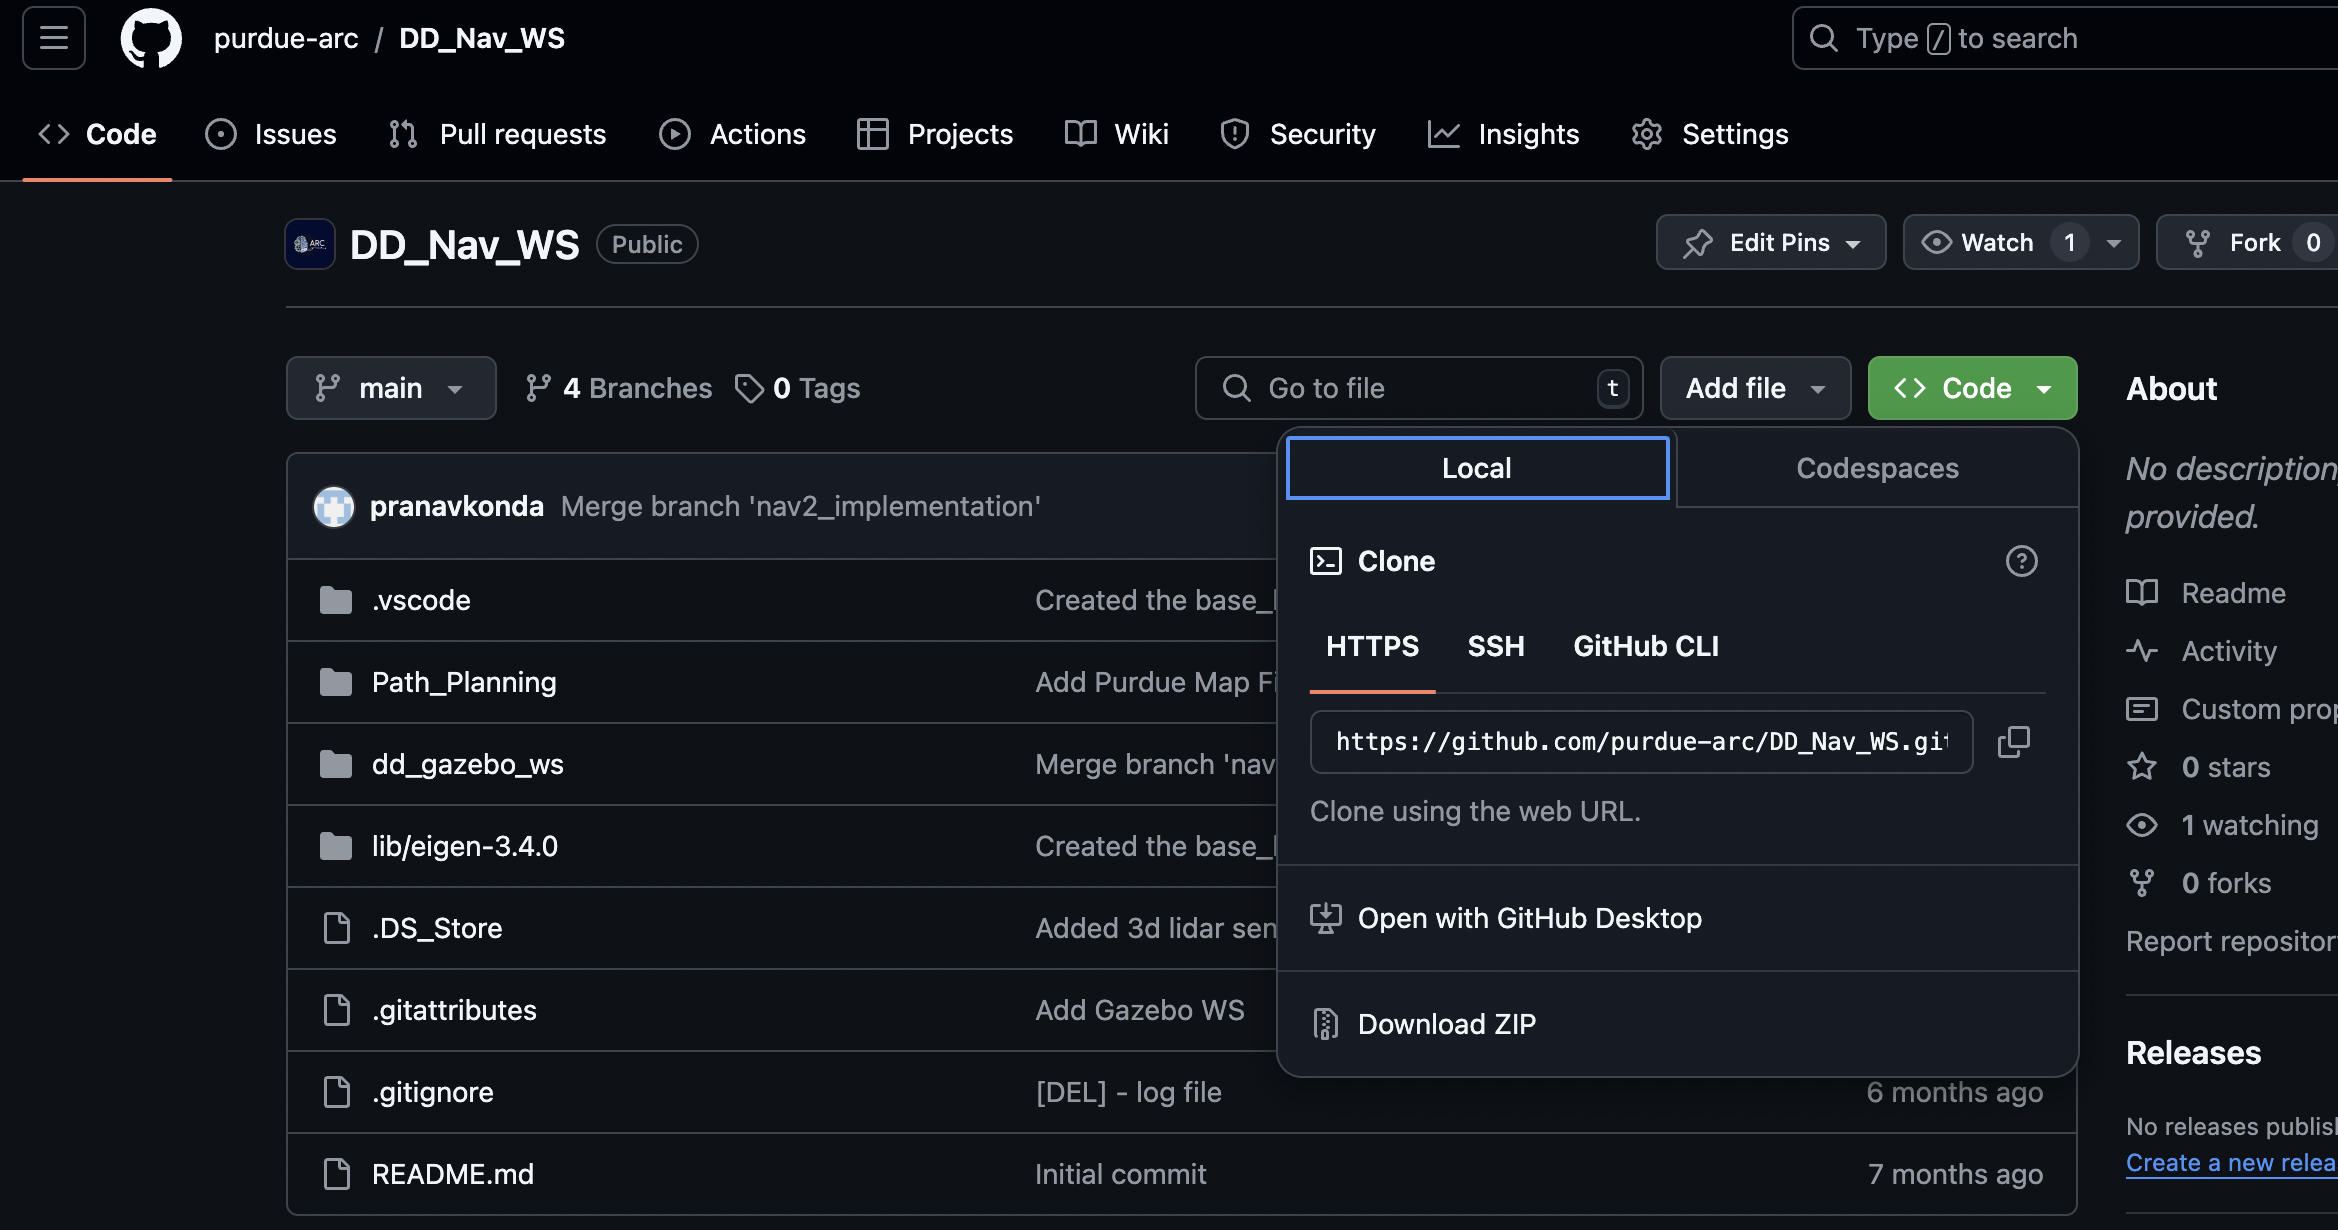 purdue-arc / DD_Nav_WS
Type / to search
Code Issues Pull requests Actions Projects Wiki Security Insights Settings
ARC
DD_Nav_WS Public
Edit Pins Watch 1 Fork 0
main 4 Branches 0 Tags Go to file t Add file Code
pranavkonda Merge branch 'nav2_implementation'
.vscode Created the base_
Path_Planning Add Purdue Map Fi
dd_gazebo_ws Merge branch 'nav
lib/eigen-3.4.0 Created the base_
.DS_Store Added 3d lidar sen
.gitattributes Add Gazebo WS
.gitignore [DEL] - log file 6 months ago
README.md Initial commit 7 months ago
Local Codespaces
Clone
HTTPS SSH GitHub CLI
https://github.com/purdue-arc/DD_Nav_WS.git
Clone using the web URL.
Open with GitHub Desktop
Download ZIP
About
No description,
provided.
Readme
Activity
Custom prop
0 stars
1 watching
0 forks
Report repositor
Releases
No releases publish
Create a new relea